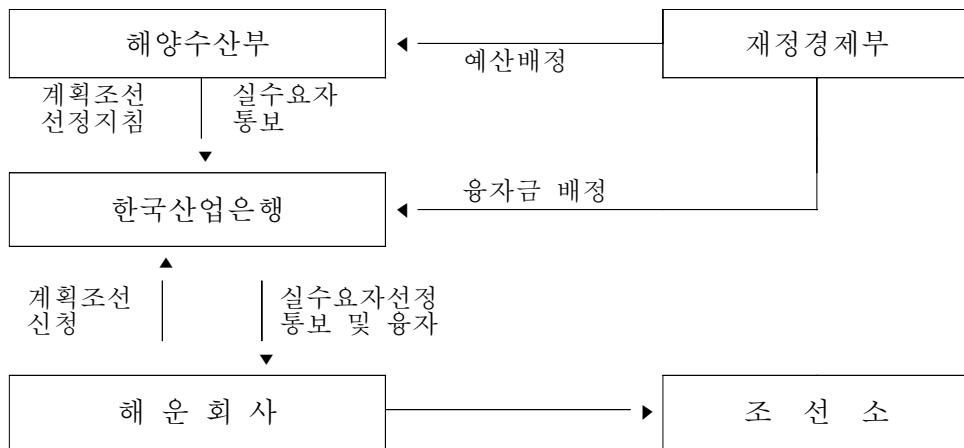 해양수산부
재정경제부
예산배정
계획조선
선정지침
실수요자
통보
한국산업은행
융자금 배정
계획조선
신청
실수요자선정
통보 및 융자
해 운 회 사
조 선 소